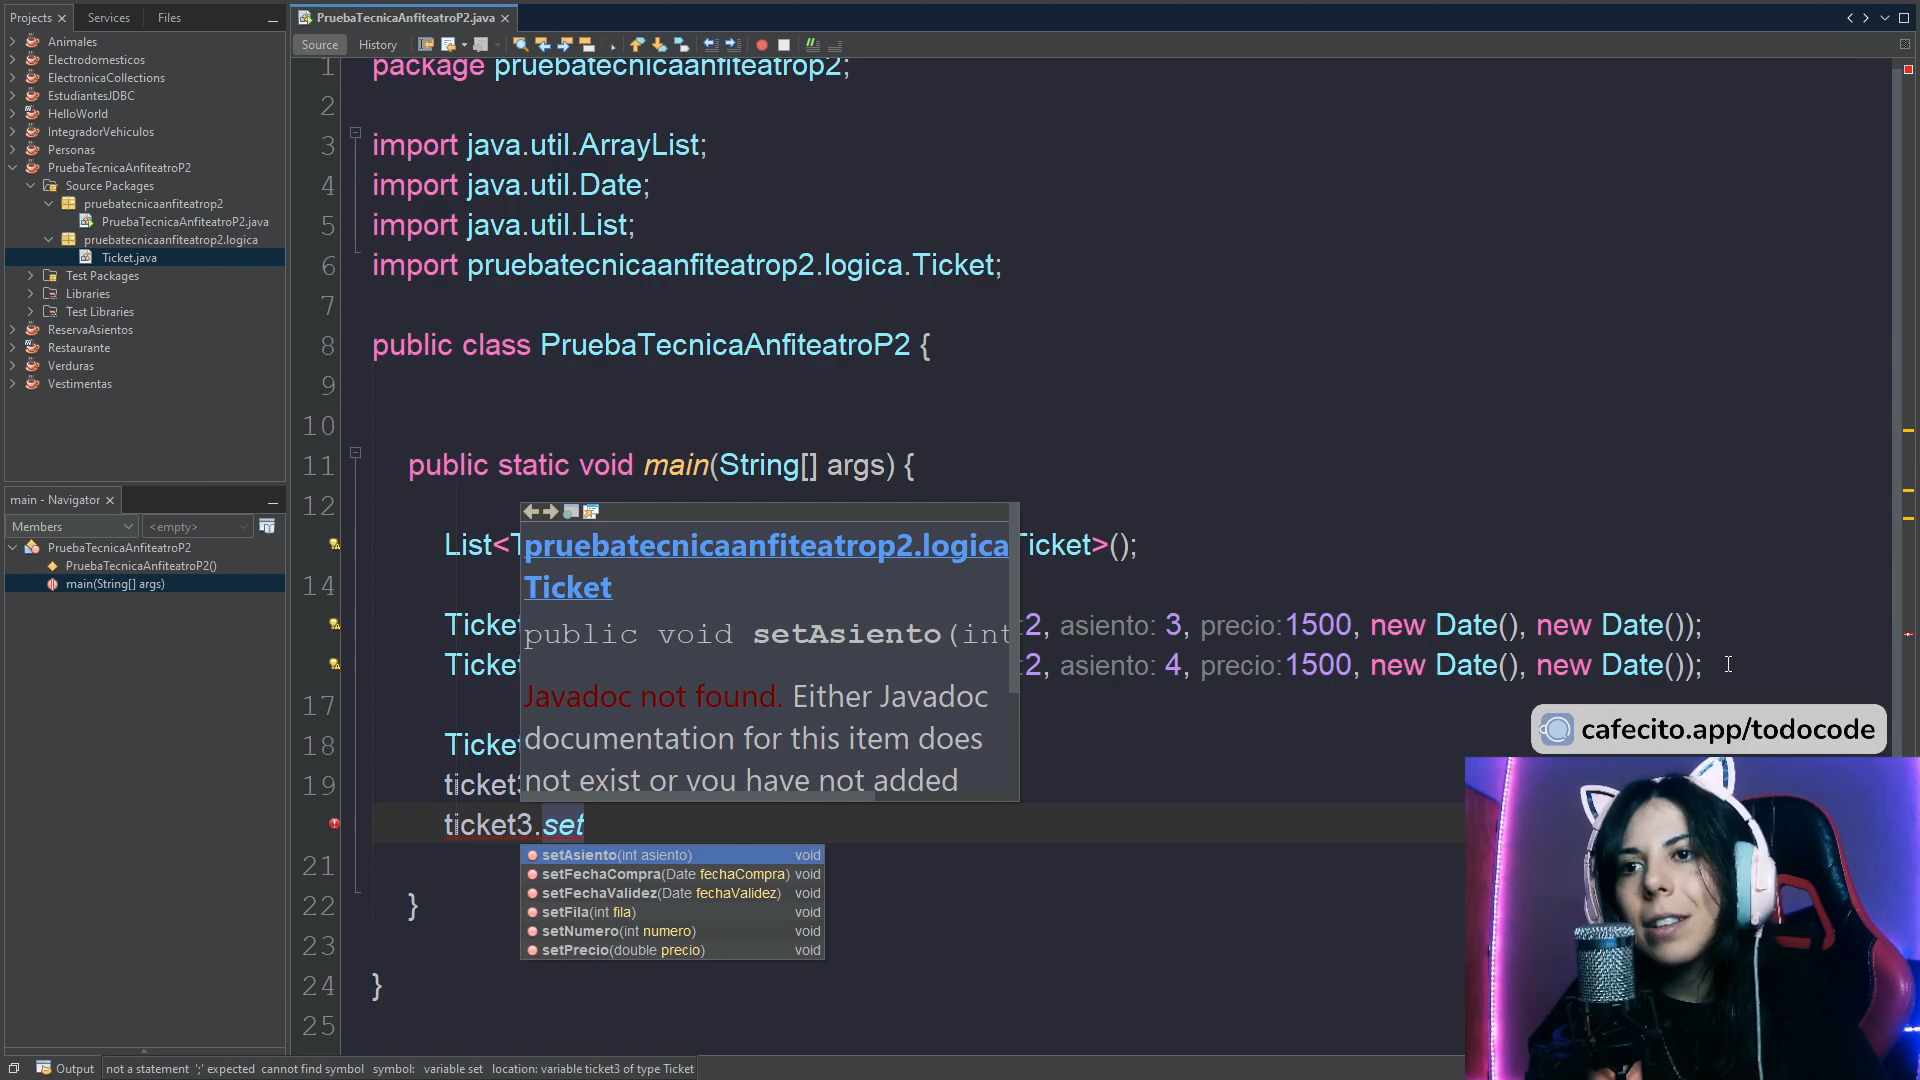 Projects
Services
Files
PruebaTecnicaAnfiteatroP2.java
Animales
Electrodomesticos
ElectronicaCollections
EstudiantesJDBC
HelloWorld
IntegradorVehiculos
Personas
PruebaTecnicaAnfiteatroP2
Source Packages
pruebatecnicaanfiteatrop2
PruebaTecnicaAnfiteatroP2.java
pruebatecnicaanfiteatrop2.logica
Ticket.java
Test Packages
Libraries
Test Libraries
ReservaAsientos
Restaurante
Verduras
Vestimentas
main - Navigator
Members
<empty>
PruebaTecnicaAnfiteatroP2
PruebaTecnicaAnfiteatroP2()
main(String[] args)
Source History
1 package pruebatecnicaanfiteatrop2;
2
3 import java.util.ArrayList;
4 import java.util.Date;
5 import java.util.List;
6 import pruebatecnicaanfiteatrop2.logica.Ticket;
7
8 public class PruebaTecnicaAnfiteatroP2 {
9
10
11 public static void main(String[] args) {
12
List< Ticket>();
14
Ticket 2, asiento: 3, precio:1500, new Date(), new Date());
Ticket 2, asiento: 4, precio:1500, new Date(), new Date());
17
18 Ticket
19 ticket3
ticket3.set
21
22 }
23
24 }
25
pruebatecnicaanfiteatrop2.logica
Ticket
public void setAsiento(int
Javadoc not found. Either Javadoc
documentation for this item does
not exist or you have not added
setAsiento(int asiento) void
setFechaCompra(Date fechaCompra) void
setFechaValidez(Date fechaValidez) void
setFila(int fila) void
setNumero(int numero) void
setPrecio(double precio) void
cafecito.app/todocode
Output
not a statement ';' expected cannot find symbol symbol: variable set location: variable ticket3 of type Ticket